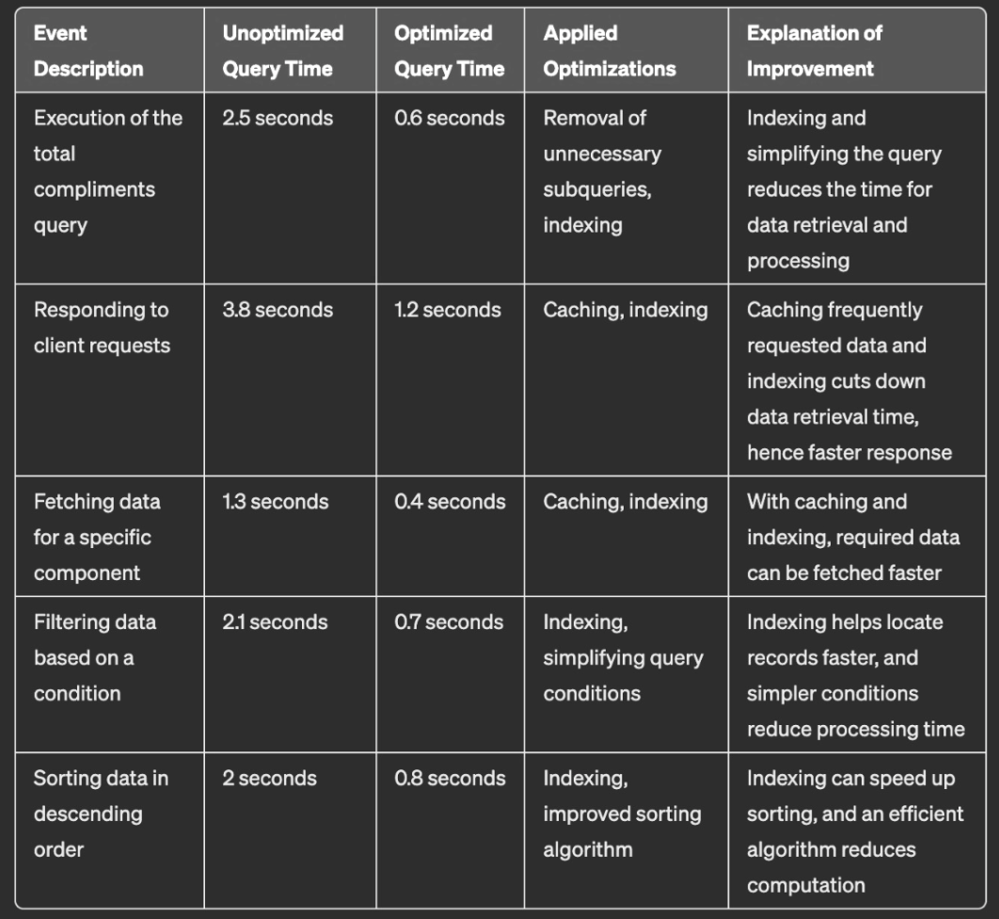 Event Description
Unoptimized Query Time
Optimized Query Time
Applied Optimizations
Explanation of Improvement
Execution of the
total
compliments
query
2.5 seconds
0.6 seconds
Removal of
unnecessary
subqueries,
indexing
Indexing and
simplifying the query
reduces the time for
data retrieval and
processing
Responding to
client requests
3.8 seconds
1.2 seconds
Caching, indexing
Caching frequently
requested data and
indexing cuts down
data retrieval time,
hence faster response
Fetching data
for a specific
component
1.3 seconds
0.4 seconds
Caching, indexing
With caching and
indexing, required data
can be fetched faster
Filtering data
based on a
condition
2.1 seconds
0.7 seconds
Indexing,
simplifying query
conditions
Indexing helps locate
records faster, and
simpler conditions
reduce processing time
Sorting data in
descending
order
2 seconds
0.8 seconds
Indexing,
improved sorting
algorithm
Indexing can speed up
sorting, and an efficient
algorithm reduces
computation